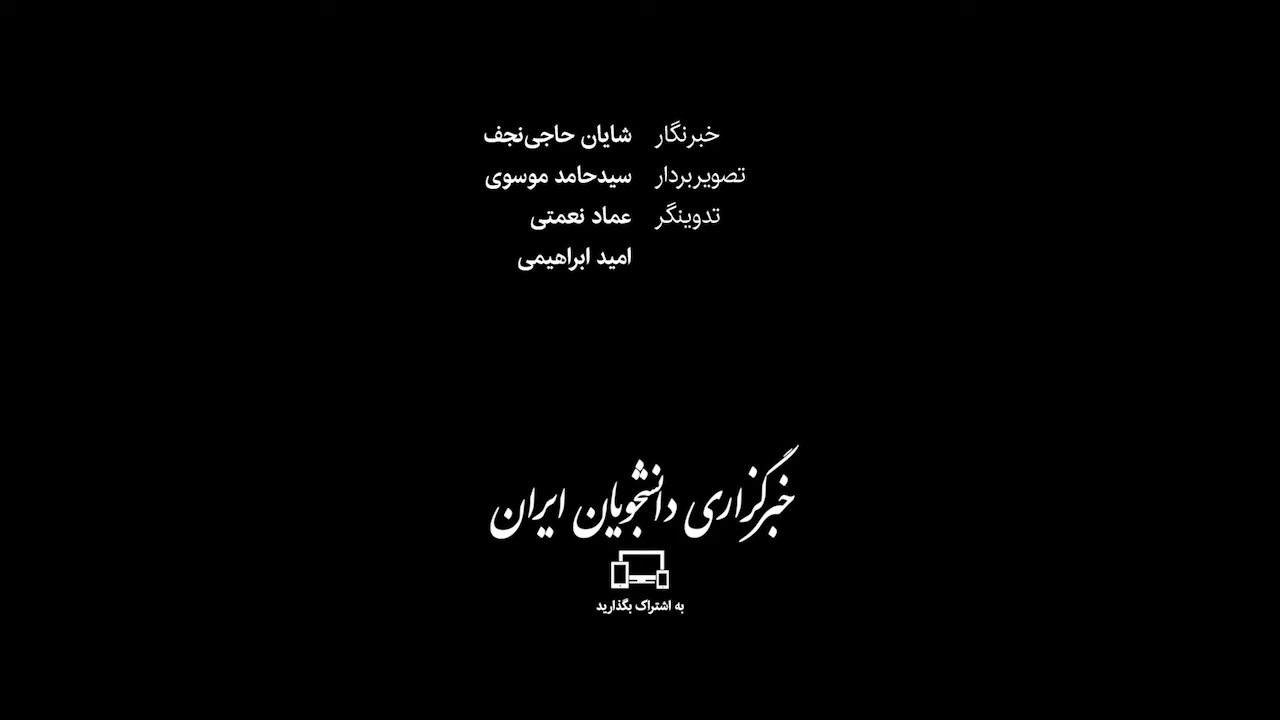 خبرنگار شایان حاجی‌نجف
تصویربردار سیدحامد موسوی
تدوینگر عماد نعمتی
امید ابراهیمی
خبرگزاری دانشجویان ایران
به اشتراک بگذارید